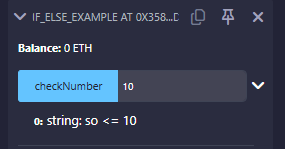 IF_ELSE_EXAMPLE AT 0X358...D
Balance: 0 ETH
checkNumber 10
0: string: so <= 10